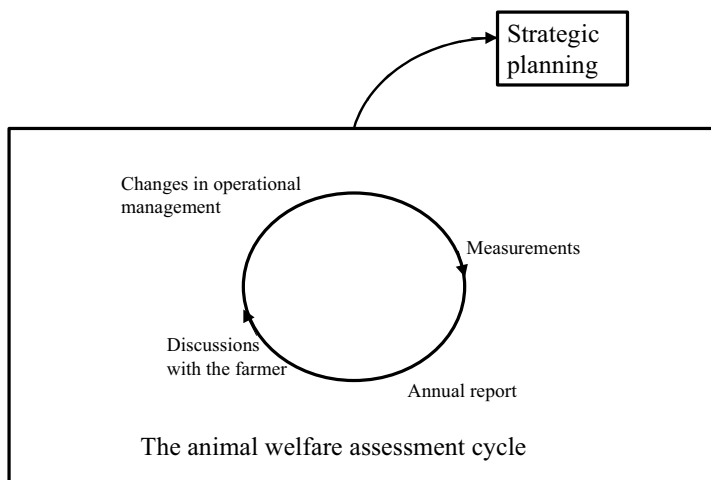 Strategic
planning
Changes in operational
management
Measurements
Discussions
with the farmer
Annual report
The animal welfare assessment cycle